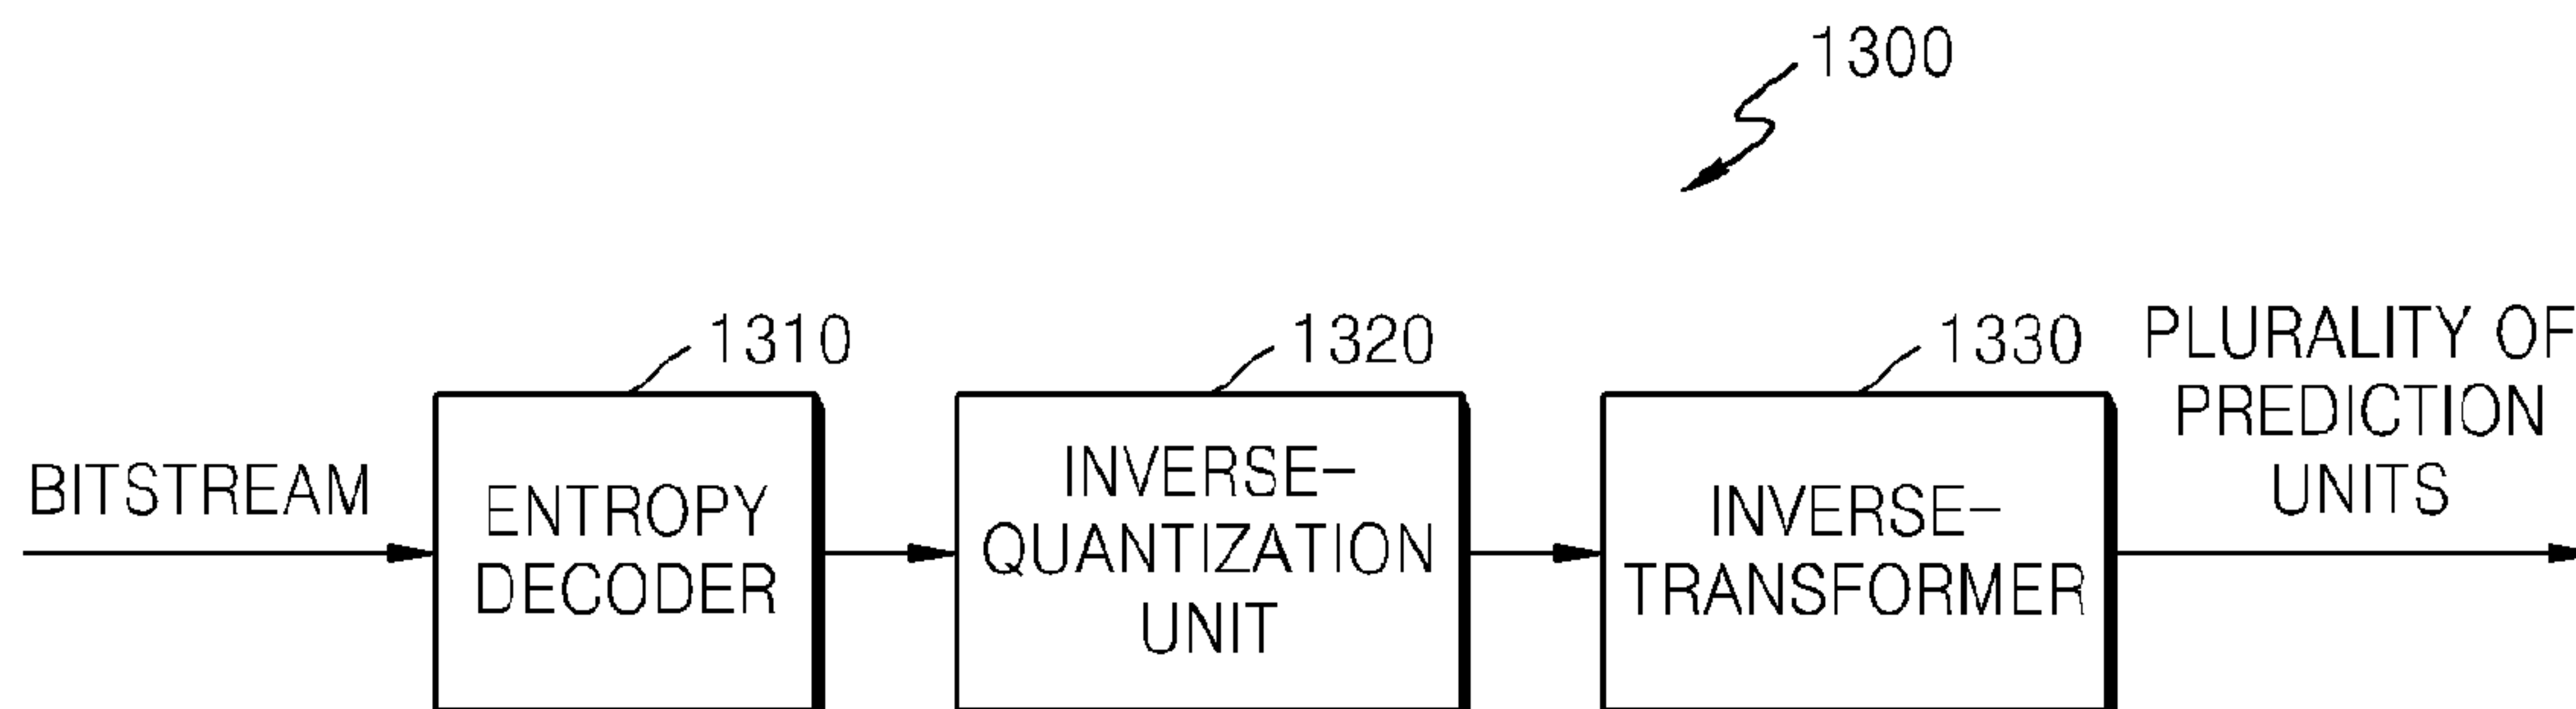 1300
1310
1320
1330
PLURALITY OF
PREDICTION
UNITS
BITSTREAM
ENTROPY
DECODER
INVERSE-
QUANTIZATION
UNIT
INVERSE-
TRANSFORMER